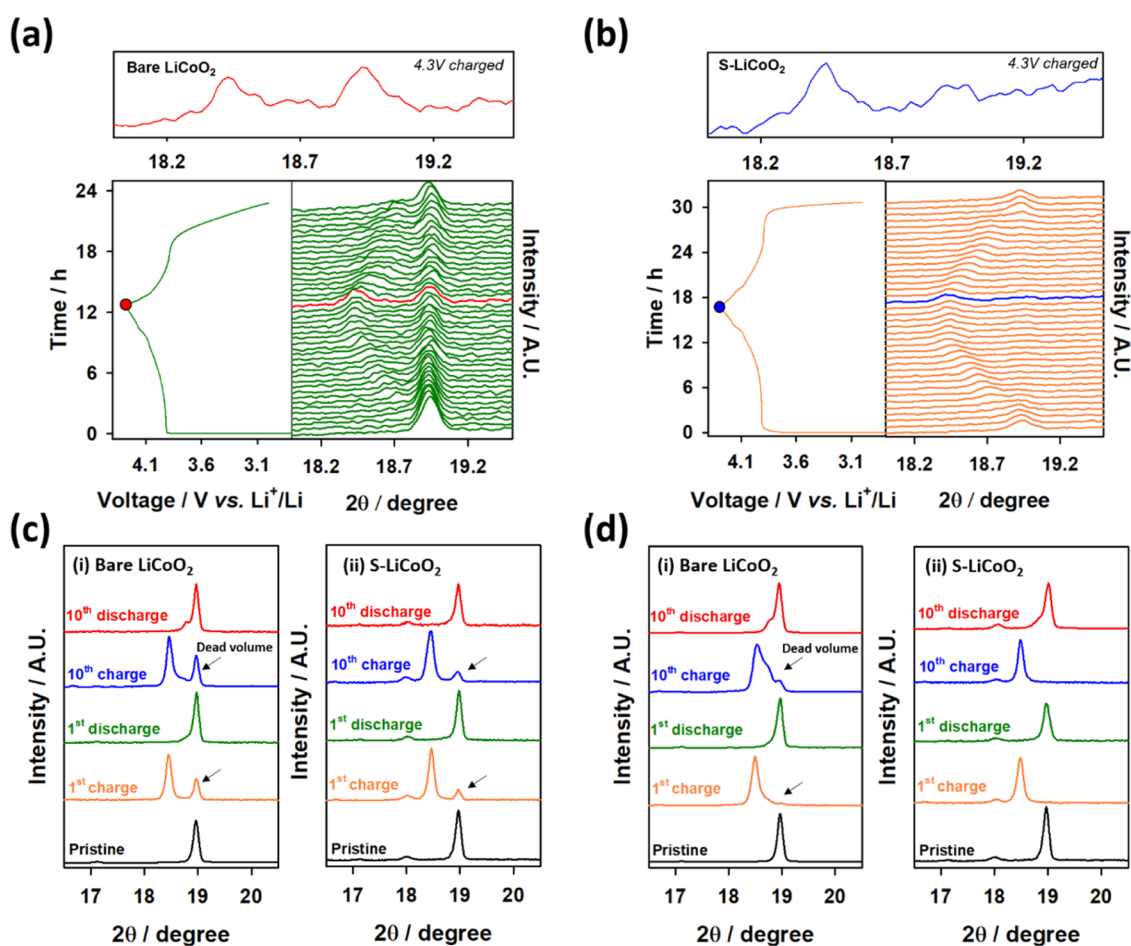 (a)
Bare LiCoO₂
4.3V charged
18.2 18.7 19.2
Time / h
24
18
12
6
0
4.1 3.6 3.1
18.2 18.7 19.2
Voltage / V vs. Li⁺/Li
2θ / degree
Intensity / A.U.
(b)
S-LiCoO₂
4.3V charged
18.2 18.7 19.2
Time / h
30
24
18
12
6
0
4.1 3.6 3.1
18.2 18.7 19.2
Voltage / V vs. Li⁺/Li
2θ / degree
Intensity / A.U.
(c)
(i) Bare LiCoO₂
Intensity / A.U.
10th discharge
Dead volume
10th charge
1st discharge
1st charge
Pristine
17 18 19 20
2θ / degree
(ii) S-LiCoO₂
Intensity / A.U.
10th discharge
10th charge
1st discharge
1st charge
Pristine
17 18 19 20
2θ / degree
(d)
(i) Bare LiCoO₂
Intensity / A.U.
10th discharge
Dead volume
10th charge
1st discharge
1st charge
Pristine
17 18 19 20
2θ / degree
(ii) S-LiCoO₂
Intensity / A.U.
10th discharge
10th charge
1st discharge
1st charge
Pristine
17 18 19 20
2θ / degree